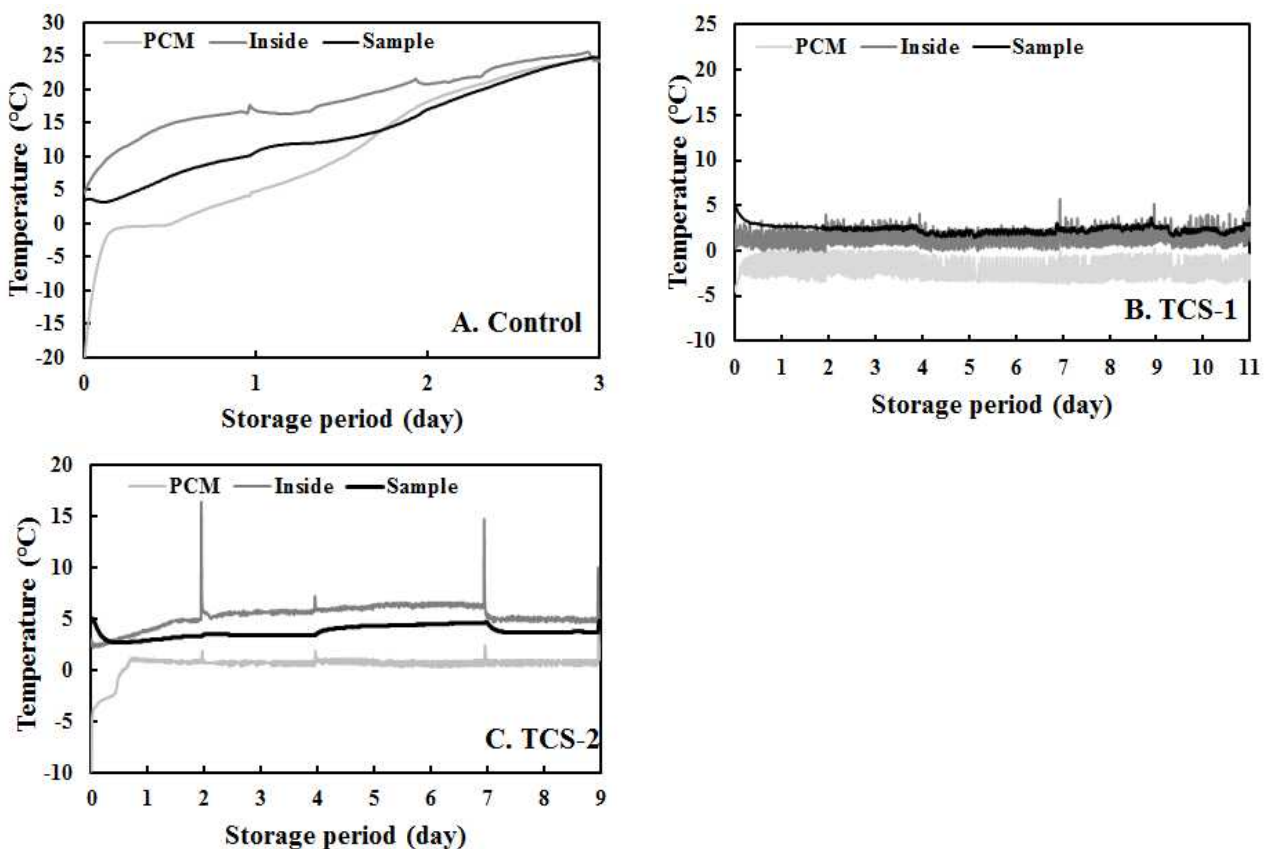 PCM Inside Sample
30
25
20
15
10
5
0
-5
-10
-15
-20
Temperature (°C)
A. Control
0 1 2 3
Storage period (day)
PCM Inside Sample
25
20
15
10
5
0
-5
-10
Temperature (°C)
B. TCS-1
0 1 2 3 4 5 6 7 8 9 10 11
Storage period (day)
PCM Inside Sample
20
15
10
5
0
-5
-10
Temperature (°C)
C. TCS-2
0 1 2 3 4 5 6 7 8 9
Storage period (day)